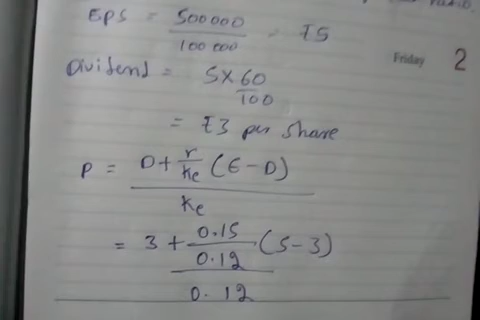 EPS = 500000 / 100000 = ₹5
Friday 2
Dividend = 5 × 60 / 100
= ₹3 per share
P = D + r/Ke (E - D) / Ke
= 3 + 0.15/0.12 (5 - 3) / 0.12